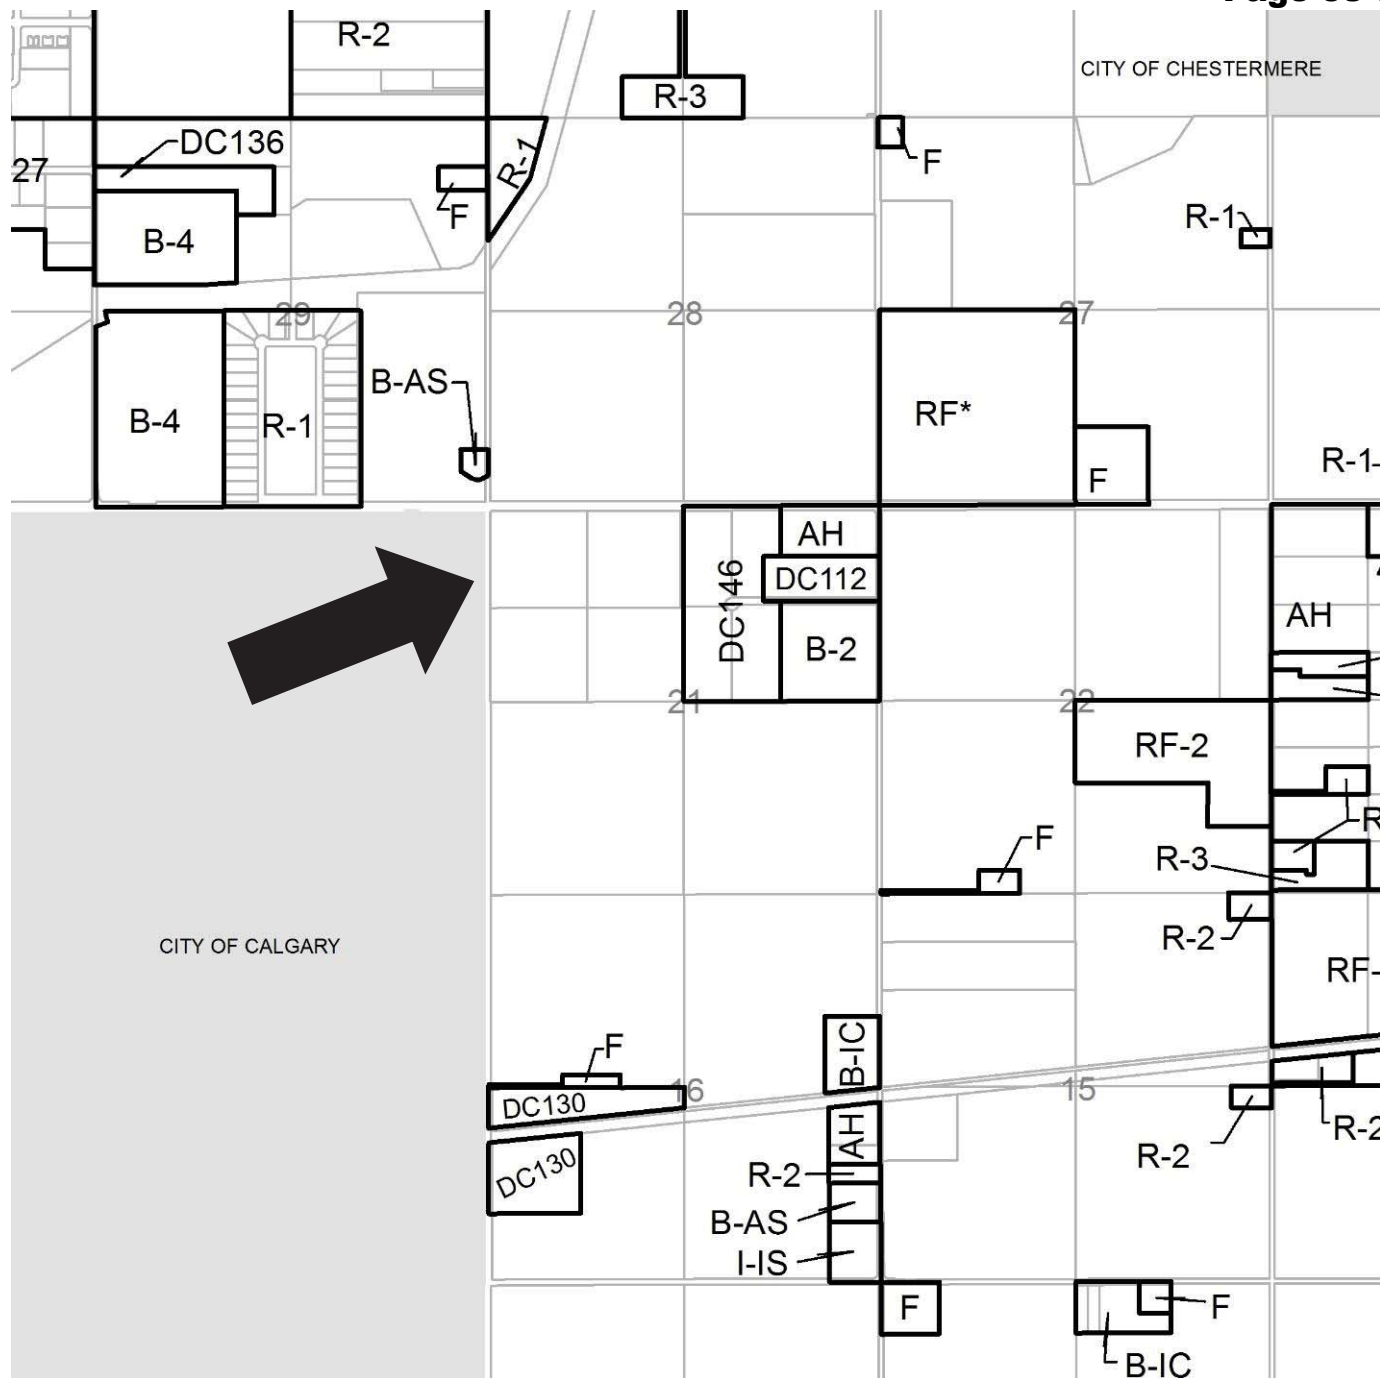 R-2
CITY OF CHESTERMERE
R-3
DC136
R-1
F
27
F
R-1
B-4
29
28
27
B-AS
B-4
R-1
RF*
F
R-1
AH
DC146
DC112
AH
B-2
21
22
RF-2
F
R-3
R-2
CITY OF CALGARY
RF-
F
B-IC
16
15
DC130
AH
R-2
R-2
DC130
R-2
B-AS
I-IS
F
F
B-IC